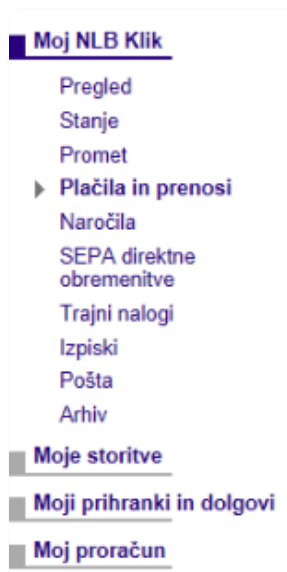 Moj NLB Klik
Pregled
Stanje
Promet
Plačila in prenosi
Naročila
SEPA direktne
obremenitve
Trajni nalogi
Izpiski
Pošta
Arhiv
Moje storitve
Moji prihranki in dolgovi
Moj proračun